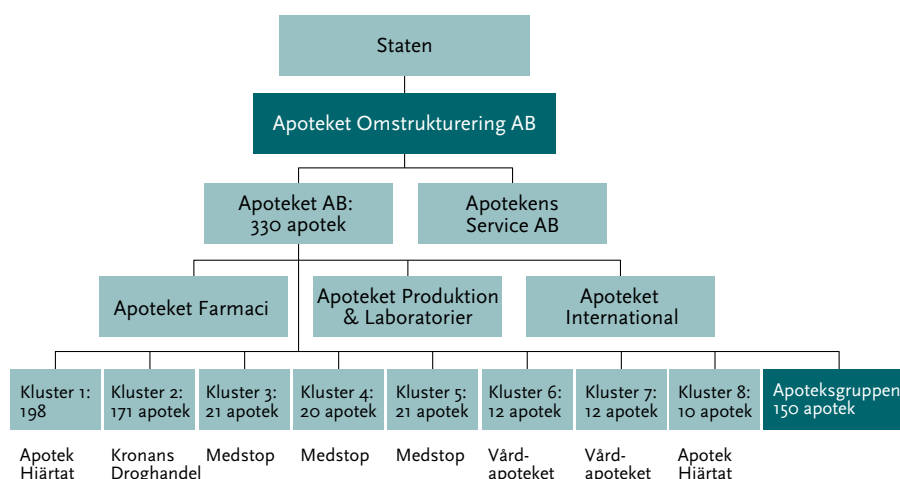 Staten
Apoteket Omstrukturering AB
Apoteket AB:
330 apotek
Apotekens
Service AB
Apoteket Farmaci
Apoteket Produktion
& Laboratorier
Apoteket
International
Kluster 1:
198
Kluster 2:
171 apotek
Kluster 3:
21 apotek
Kluster 4:
20 apotek
Kluster 5:
21 apotek
Kluster 6:
12 apotek
Kluster 7:
12 apotek
Kluster 8:
10 apotek
Apoteksgruppen
150 apotek
Apotek
Hjärtat
Kronans
Droghandel
Medstop
Medstop
Medstop
Vård-
apoteket
Vård-
apoteket
Apotek
Hjärtat